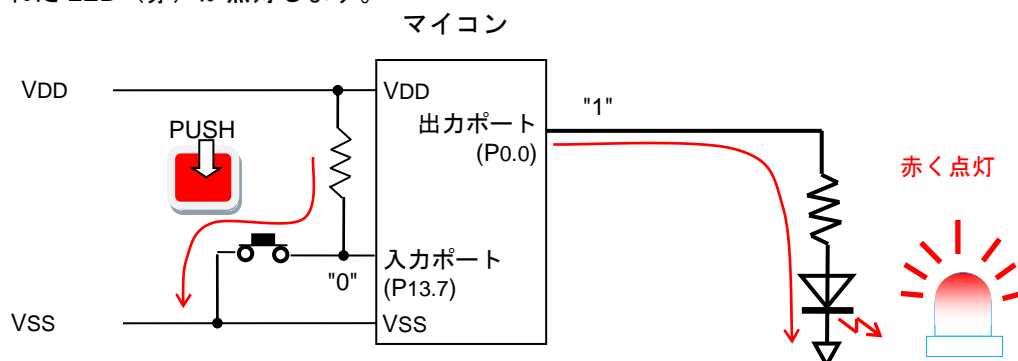 マイコン
VDD
VDD
"1"
出力ポート
(P0.0)
PUSH
赤く点灯
入力ポート
"0"
(P13.7)
VSS
VSS